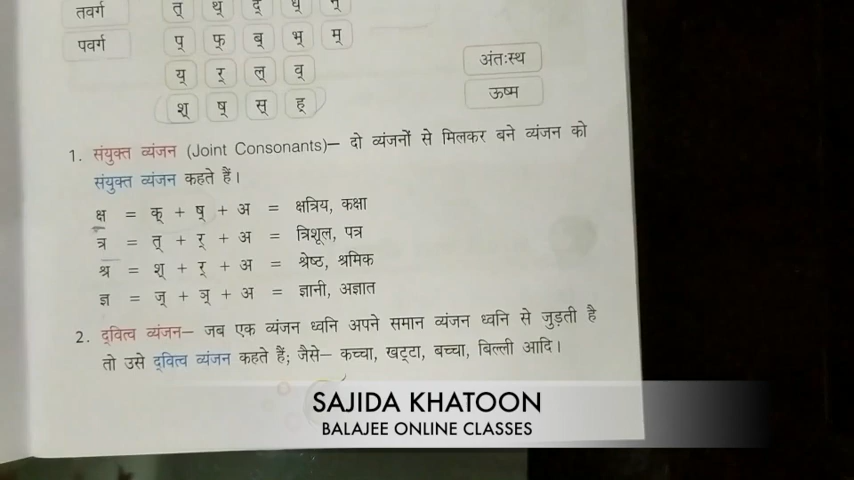 तवर्ग त् थ् द् ध् न्
पवर्ग प् फ् ब् भ् म्
य् र् ल् व् अंतःस्थ
श् ष् स् ह् ऊष्म
1. संयुक्त व्यंजन (Joint Consonants)— दो व्यंजनों से मिलकर बने व्यंजन को
संयुक्त व्यंजन कहते हैं।
क्ष = क् + ष् + अ = क्षत्रिय, कक्षा
त्र = त् + र् + अ = त्रिशूल, पत्र
श्र = श् + र् + अ = श्रेष्ठ, श्रमिक
ज्ञ = ज् + ञ् + अ = ज्ञानी, अज्ञात
2. द्‌वित्व व्यंजन— जब एक व्यंजन ध्वनि अपने समान व्यंजन ध्वनि से जुड़ती है
तो उसे द्‌वित्व व्यंजन कहते हैं; जैसे— कच्चा, खट्‌टा, बच्चा, बिल्ली आदि।
SAJIDA KHATOON
BALAJEE ONLINE CLASSES